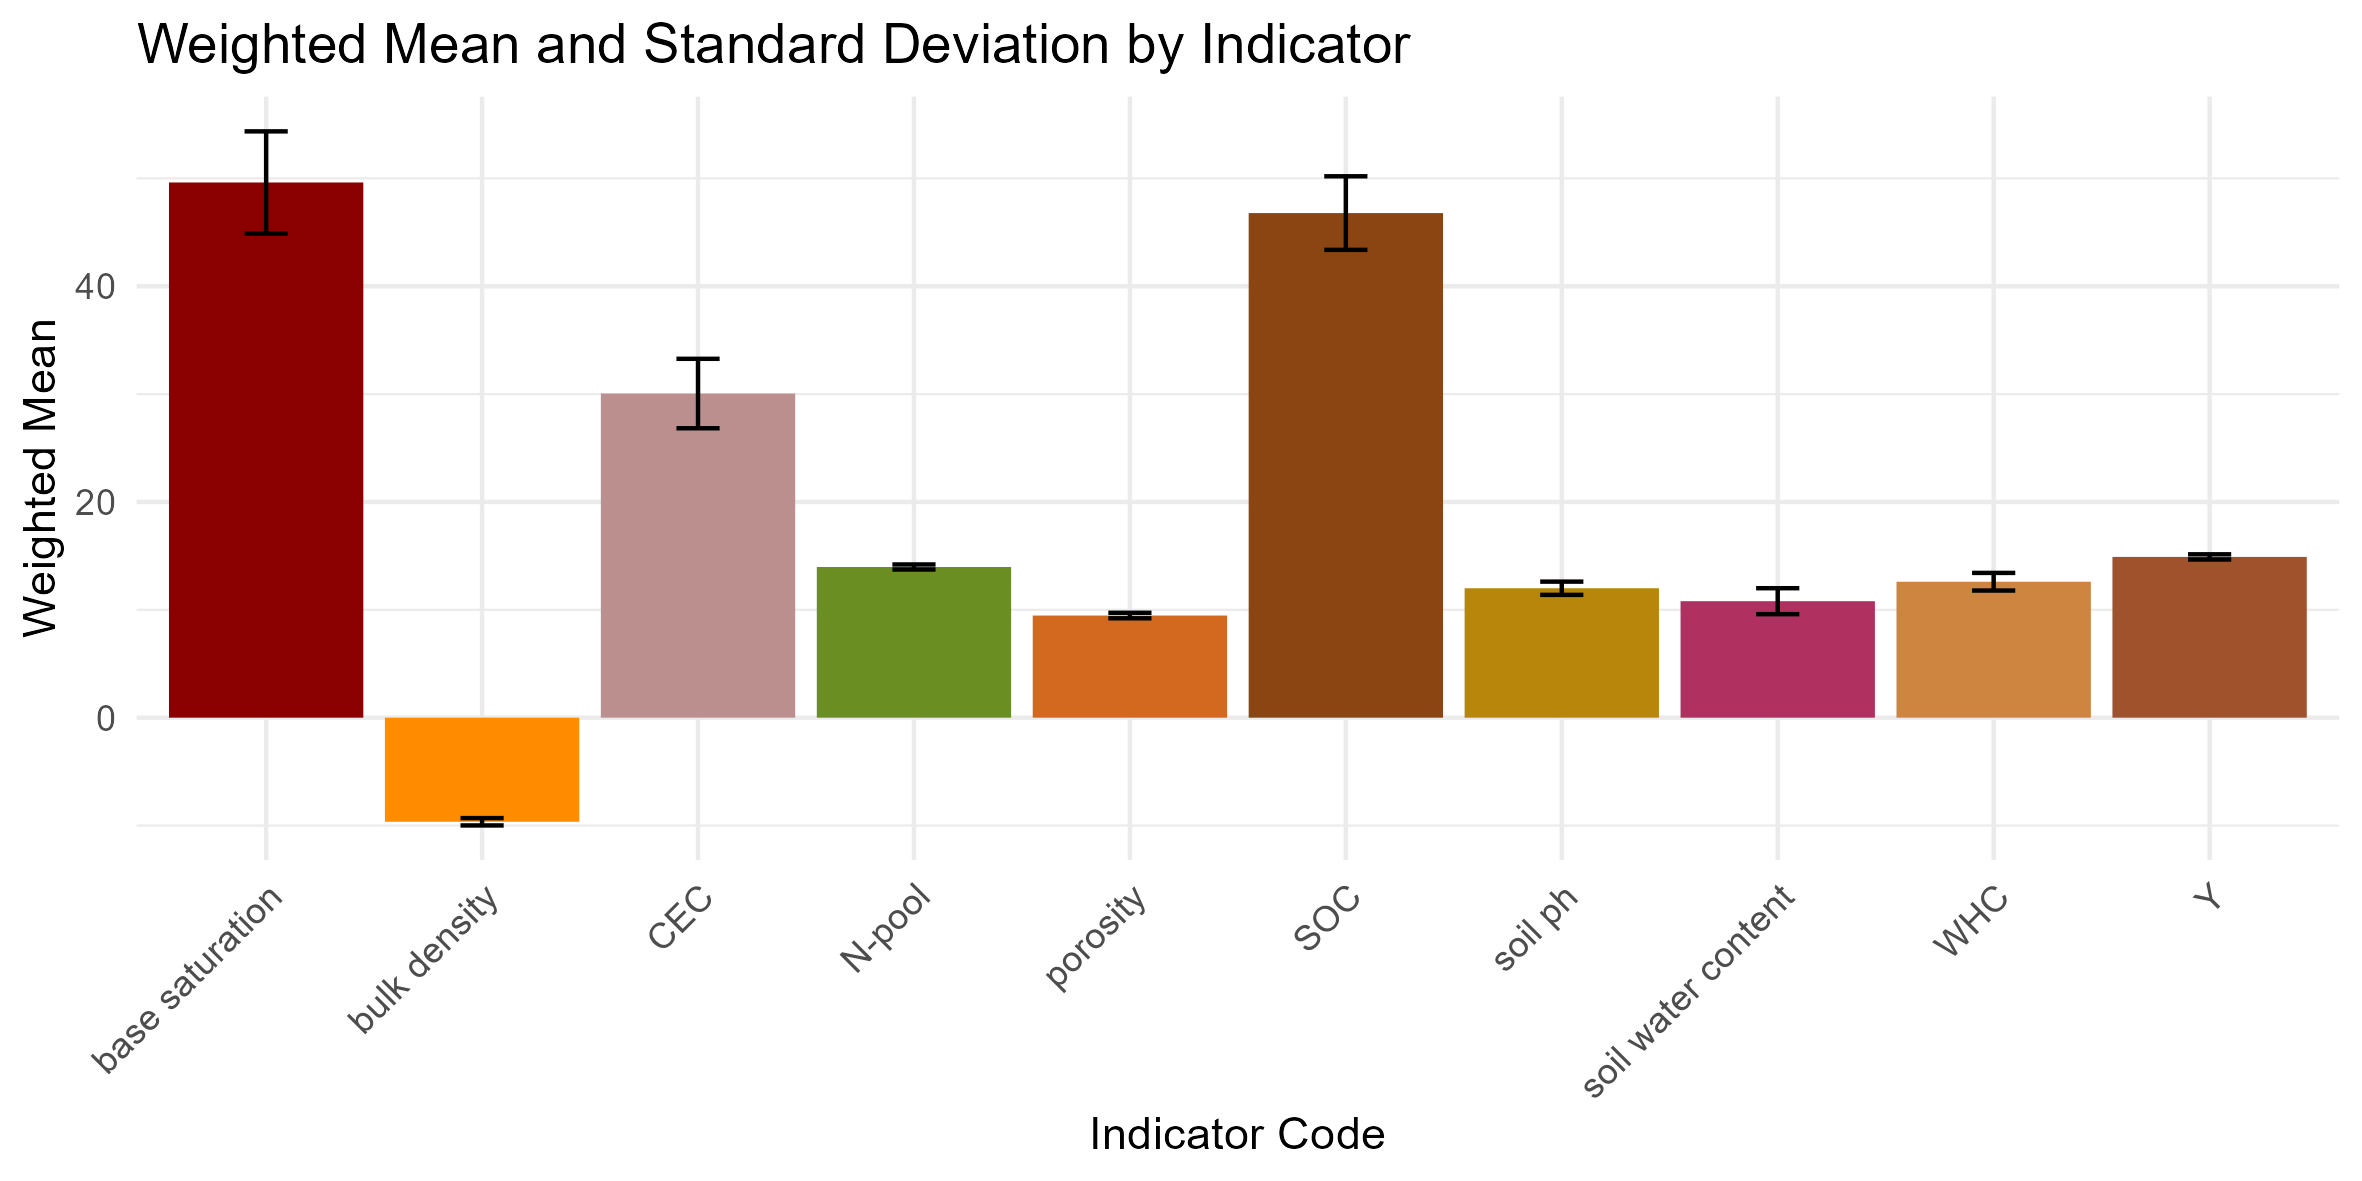 Weighted Mean and Standard Deviation by Indicator
Weighted Mean
40
20
0
base saturation
bulk density
CEC
N-pool
porosity
SOC
soil ph
soil water content
WHC
Y
Indicator Code